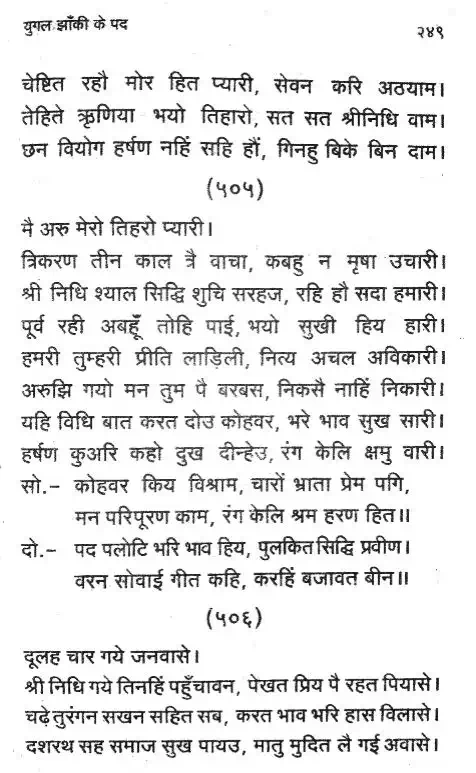 युगल झाँकी के पद
२४९
चेष्टित रहौ मोर हित प्यारी, सेवन करि अठयाम।
तेहिते ऋणिया भयो तिहारो, सत सत श्रीनिधि वाम।
छन वियोग हर्षण नहिं सहि हौं, गिनहु बिके बिन दाम।
(५०५)
मै अरु मेरो तिहरो प्यारी।
त्रिकरण तीन काल त्रै वाचा, कबहु न मृषा उचारी।
श्री निधि श्याल सिद्धि शुचि सरहज, रहि हौ सदा हमारी।
पूर्व रही अबहूँ तोहि पाई, भयो सुखी हिय हारी।
हमरी तुम्हरी प्रीति लाड़िली, नित्य अचल अविकारी।
अरुझि गयो मन तुम पै बरबस, निकसै नाहिं निकारी।
यहि विधि बात करत दोउ कोहवर, भरे भाव सुख सारी।
हर्षण कुअरि कहो दुख दीन्हेउ, रंग केलि क्षमु वारी।
सो.- कोहवर किय विश्राम, चारों भ्राता प्रेम पगि,
मन परिपूरण काम, रंग केलि श्रम हरण हित॥
दो.- पद पलोटि भरि भाव हिय, पुलकित सिद्धि प्रवीण।
वरन सोवाई गीत कहि, करहिं बजावत बीन॥
(५०६)
दूलह चार गये जनवासे।
श्री निधि गये तिनहिं पहुँचावन, पेखत प्रिय पै रहत पियासे।
चढ़े तुरंगन सखन सहित सब, करत भाव भरि हास विलासे।
दशरथ सह समाज सुख पायउ, मातु मुदित लै गई अवासे।